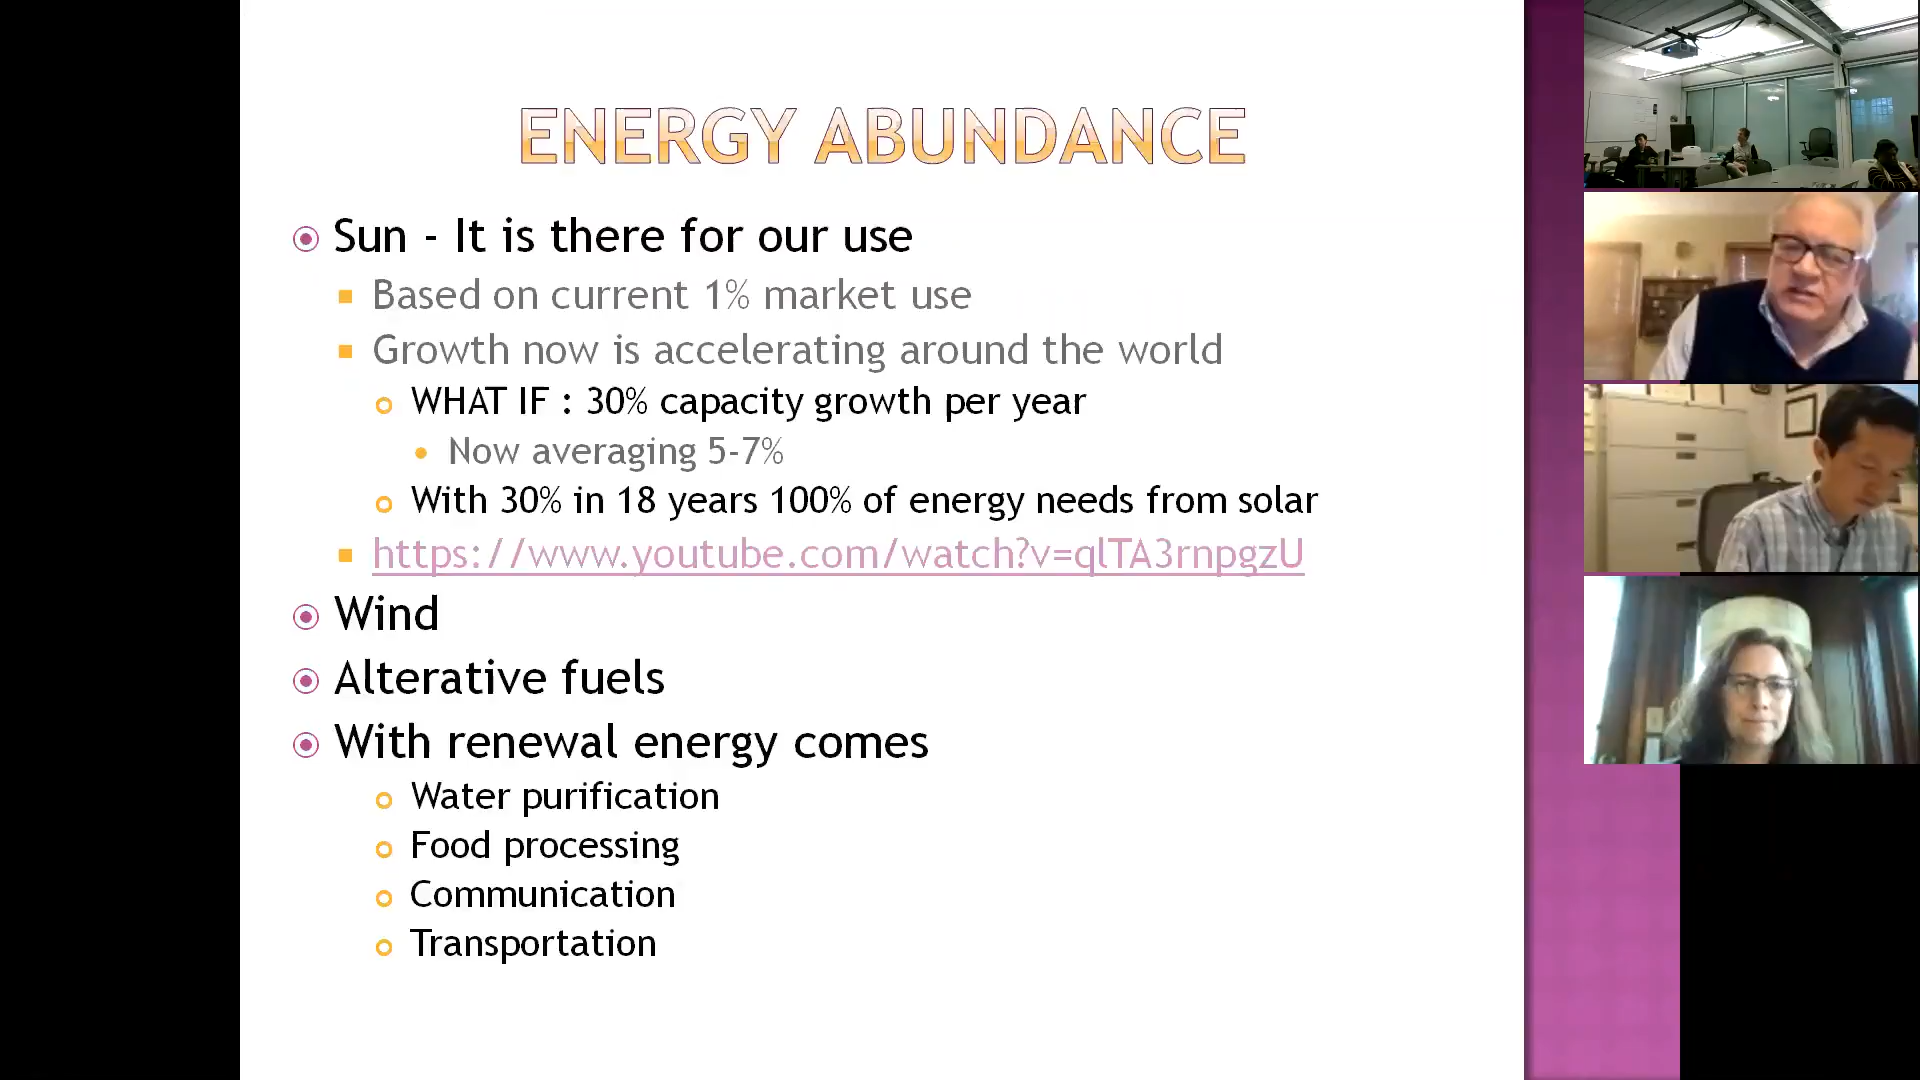 ENERGY ABUNDANCE
Sun - It is there for our use
Based on current 1% market use
Growth now is accelerating around the world
WHAT IF : 30% capacity growth per year
Now averaging 5-7%
With 30% in 18 years 100% of energy needs from solar
https://www.youtube.com/watch?v=qlTA3rnpgzU
Wind
Alterative fuels
With renewal energy comes
Water purification
Food processing
Communication
Transportation